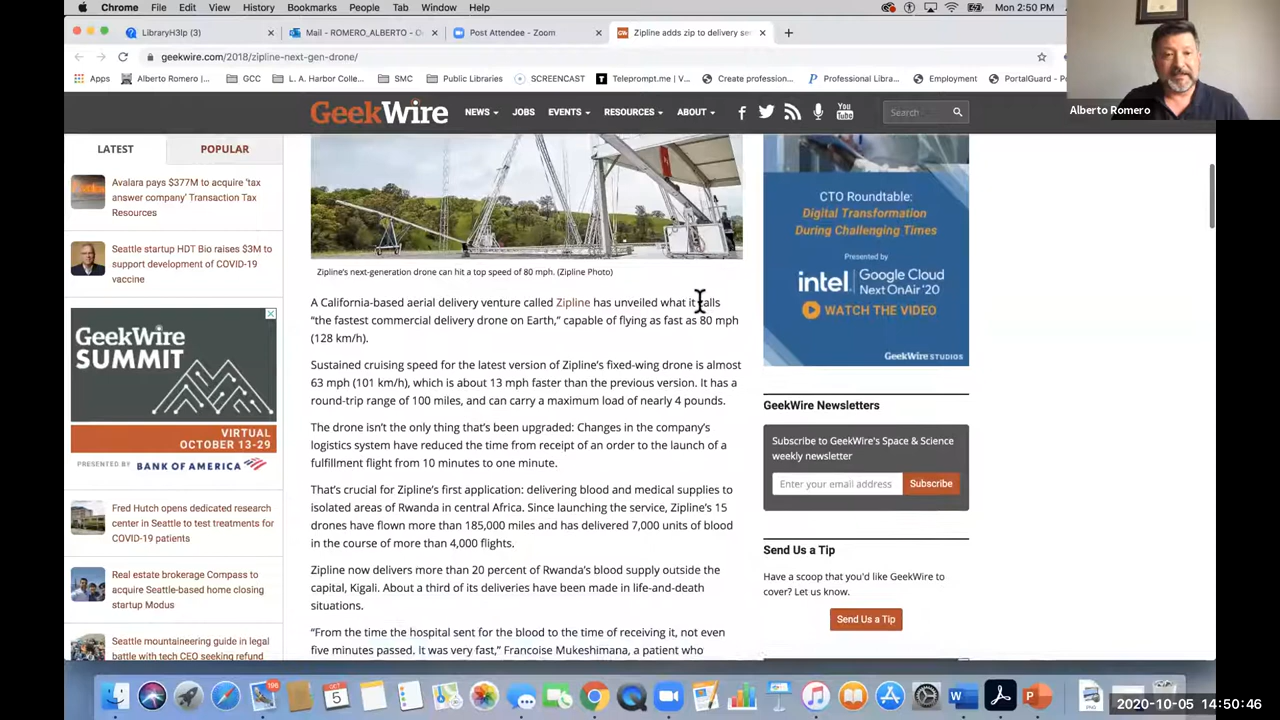 Chrome File Edit View History Bookmarks People Tab Window Help
Mon 2:50 PM
LibraryH3lp (3)
Mail - ROMERO_ALBERTO - O
Post Attendee - Zoom
Zipline adds zip to delivery se
geekwire.com/2018/zipline-next-gen-drone/
Apps Alberto Romero |... GCC L. A. Harbor Colle... SMC Public Libraries SCREENCAST Teleprompt.me | V... Create profession... Professional Libra... Employment PortalGuard - Port
Alberto Romero
GeekWire
NEWS JOBS EVENTS RESOURCES ABOUT
You
Tube
Search
LATEST POPULAR
Avalara pays $377M to acquire ‘tax
answer company’ Transaction Tax
Resources
Seattle startup HDT Bio raises $3M to
support development of COVID-19
vaccine
GeekWire
SUMMIT
VIRTUAL
OCTOBER 13-29
PRESENTED BY BANK OF AMERICA
Fred Hutch opens dedicated research
center in Seattle to test treatments for
COVID-19 patients
Real estate brokerage Compass to
acquire Seattle-based home closing
startup Modus
Seattle mountaineering guide in legal
battle with tech CEO seeking refund
Zipline’s next-generation drone can hit a top speed of 80 mph. (Zipline Photo)
A California-based aerial delivery venture called Zipline has unveiled what it calls
“the fastest commercial delivery drone on Earth,” capable of flying as fast as 80 mph
(128 km/h).
Sustained cruising speed for the latest version of Zipline’s fixed-wing drone is almost
63 mph (101 km/h), which is about 13 mph faster than the previous version. It has a
round-trip range of 100 miles, and can carry a maximum load of nearly 4 pounds.
The drone isn’t the only thing that’s been upgraded: Changes in the company’s
logistics system have reduced the time from receipt of an order to the launch of a
fulfillment flight from 10 minutes to one minute.
That’s crucial for Zipline’s first application: delivering blood and medical supplies to
isolated areas of Rwanda in central Africa. Since launching the service, Zipline’s 15
drones have flown more than 185,000 miles and has delivered 7,000 units of blood
in the course of more than 4,000 flights.
Zipline now delivers more than 20 percent of Rwanda’s blood supply outside the
capital, Kigali. About a third of its deliveries have been made in life-and-death
situations.
“From the time the hospital sent for the blood to the time of receiving it, not even
five minutes passed. It was very fast,” Francoise Mukeshimana, a patient who
CTO Roundtable:
Digital Transformation
During Challenging Times
Presented by
intel Google Cloud
Next OnAir ’20
WATCH THE VIDEO
GeekWire STUDIOS
GeekWire Newsletters
Subscribe to GeekWire's Space & Science
weekly newsletter
Enter your email address Subscribe
Send Us a Tip
Have a scoop that you'd like GeekWire to
cover? Let us know.
Send Us a Tip
2020-10-05 14:50:46